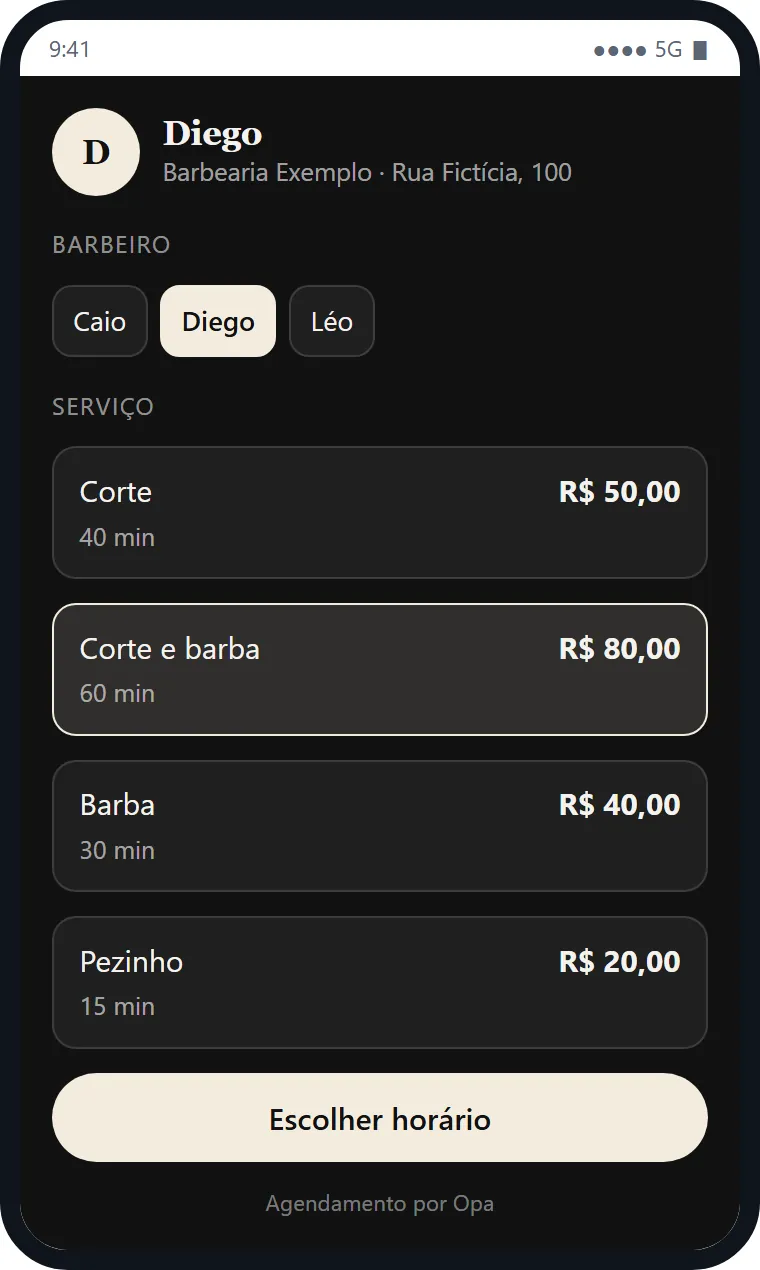 9:41
●●●● 5G ▮
D
Diego
Barbearia Exemplo · Rua Fictícia, 100
BARBEIRO
Caio
Diego
Léo
SERVIÇO
Corte
R$ 50,00
40 min
Corte e barba
R$ 80,00
60 min
Barba
R$ 40,00
30 min
Pezinho
R$ 20,00
15 min
Escolher horário
Agendamento por Opa